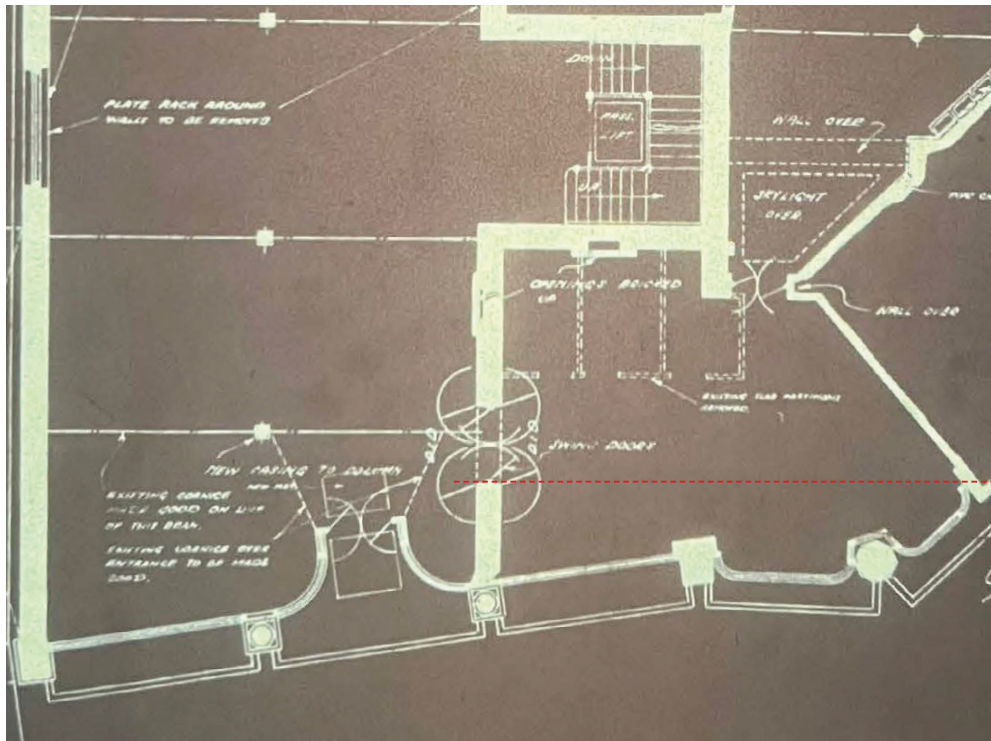 DOWN
PLATE RACK AROUND
WALLS TO BE REMOVED
PASS.
LIFT
WALL OVER
UP
SKYLIGHT
OVER.
OPENINGS BRICKED
UP
WALL OVER
EXISTING SLAB PARTITIONS
REMOVED.
SWING DOORS
NEW CASING TO COLUMN
NEW
EXISTING CORNICE
MADE GOOD ON LINE
OF THIS BEAM.
EXISTING CORNICE OVER
ENTRANCE TO BE MADE
GOOD.